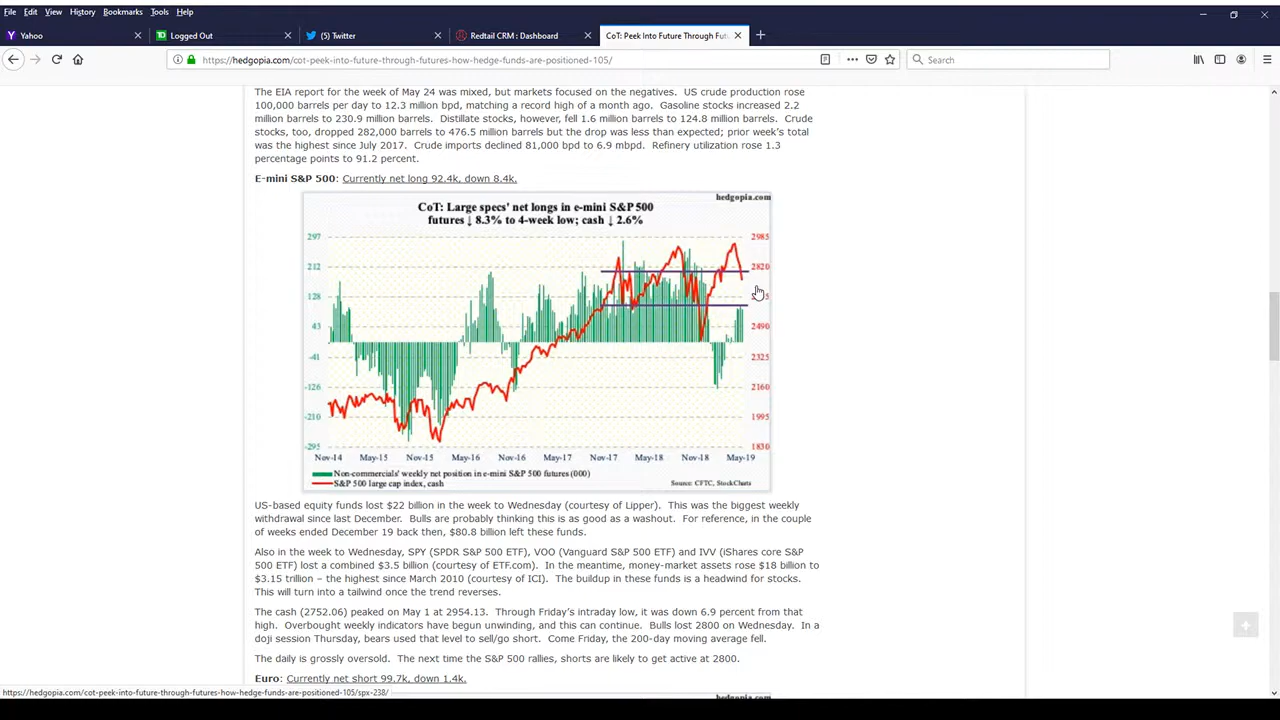 File Edit View History Bookmarks Tools Help
Yahoo
Logged Out
(5) Twitter
Redtail CRM : Dashboard
CoT: Peek Into Future Through Fut
https://hedgopia.com/cot-peek-into-future-through-futures-how-hedge-funds-are-positioned-105/
Search
The EIA report for the week of May 24 was mixed, but markets focused on the negatives. US crude production rose
100,000 barrels per day to 12.3 million bpd, matching a record high of a month ago. Gasoline stocks increased 2.2
million barrels to 230.9 million barrels. Distillate stocks, however, fell 1.6 million barrels to 124.8 million barrels. Crude
stocks, too, dropped 282,000 barrels to 476.5 million barrels but the drop was less than expected; prior week's total
was the highest since July 2017. Crude imports declined 81,000 bpd to 6.9 mbpd. Refinery utilization rose 1.3
percentage points to 91.2 percent.
E-mini S&P 500: Currently net long 92.4k, down 8.4k.
hedgopia.com
CoT: Large specs' net longs in e-mini S&P 500
futures ↓ 8.3% to 4-week low; cash ↓ 2.6%
297 2985
212 2820
128
43 2490
-41 2325
-126 2160
-210 1995
-295 1830
Nov-14 May-15 Nov-15 May-16 Nov-16 Nov-17 May-18 Nov-18 May-19
Non-commercials' weekly net position in e-mini S&P 500 futures (000)
S&P 500 large cap index, cash
Source: CFTC, StockCharts
US-based equity funds lost $22 billion in the week to Wednesday (courtesy of Lipper). This was the biggest weekly
withdrawal since last December. Bulls are probably thinking this is as good as a washout. For reference, in the couple
of weeks ended December 19 back then, $80.8 billion left these funds.
Also in the week to Wednesday, SPY (SPDR S&P 500 ETF), VOO (Vanguard S&P 500 ETF) and IVV (iShares core S&P
500 ETF) lost a combined $3.5 billion (courtesy of ETF.com). In the meantime, money-market assets rose $18 billion to
$3.15 trillion – the highest since March 2010 (courtesy of ICI). The buildup in these funds is a headwind for stocks.
This will turn into a tailwind once the trend reverses.
The cash (2752.06) peaked on May 1 at 2954.13. Through Friday's intraday low, it was down 6.9 percent from that
high. Overbought weekly indicators have begun unwinding, and this can continue. Bulls lost 2800 on Wednesday. In a
doji session Thursday, bears used that level to sell/go short. Come Friday, the 200-day moving average fell.
The daily is grossly oversold. The next time the S&P 500 rallies, shorts are likely to get active at 2800.
Euro: Currently net short 99.7k, down 1.4k.
https://hedgopia.com/cot-peek-into-future-through-futures-how-hedge-funds-are-positioned-105/spx-238/
hedgopia.com